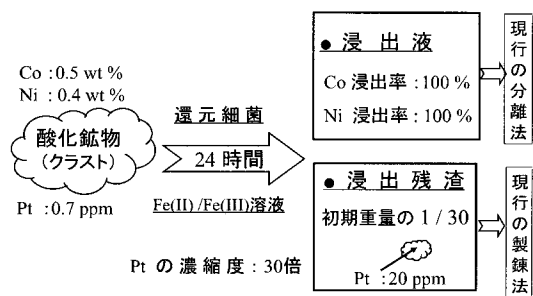 Co : 0.5 wt %
Ni : 0.4 wt %
酸化鉱物
(クラスト)
Pt : 0.7 ppm
還元細菌
24 時間
Fe(II) /Fe(III)溶液
Pt の濃縮度 : 30倍
● 浸出液
Co 浸出率 : 100 %
Ni 浸出率 : 100 %
現行の分離法
● 浸出残渣
初期重量の 1 / 30
Pt : 20 ppm
現行の製錬法